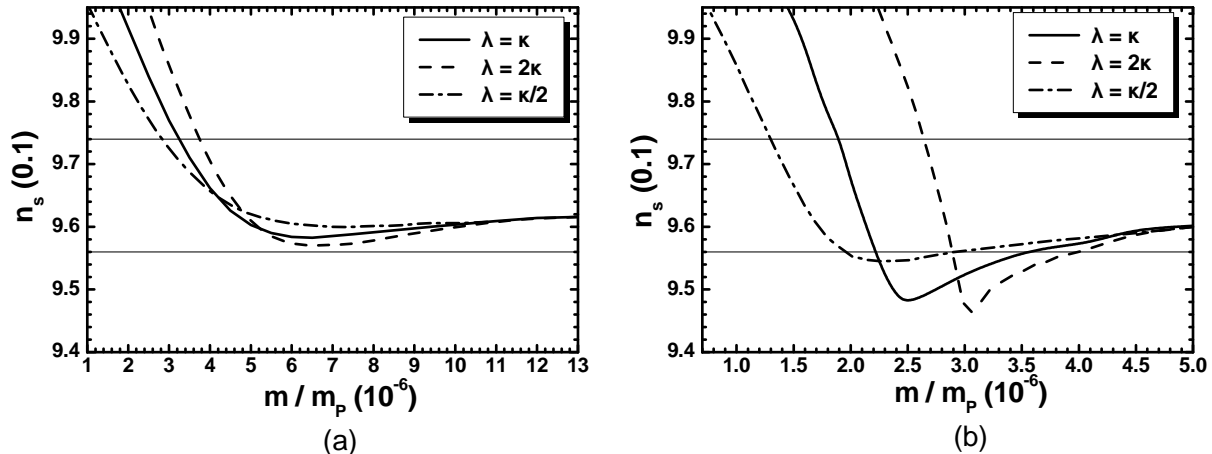 9.9
9.8
9.7
9.6
9.5
9.4
n_s (0.1)
λ = κ
λ = 2κ
λ = κ/2
1 2 3 4 5 6 7 8 9 10 11 12 13
m / m_P (10^-6)
(a)
9.9
9.8
9.7
9.6
9.5
9.4
n_s (0.1)
λ = κ
λ = 2κ
λ = κ/2
1.0 1.5 2.0 2.5 3.0 3.5 4.0 4.5 5.0
m / m_P (10^-6)
(b)